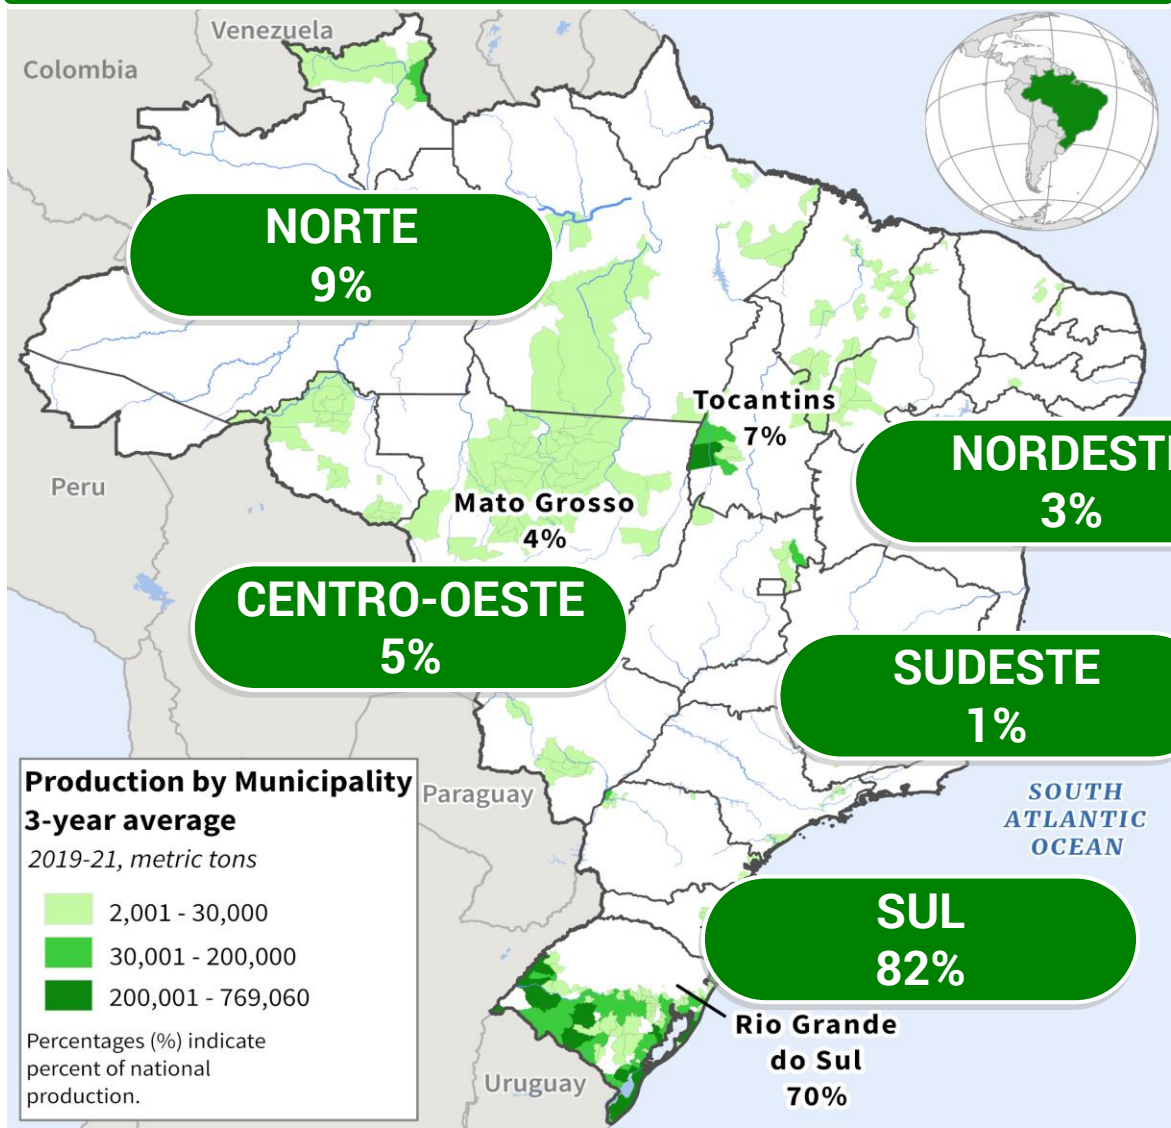 Venezuela
Colombia
NORTE
9%
Tocantins
7%
Peru
Mato Grosso
4%
NORDEST
3%
CENTRO-OESTE
5%
SUDESTE
1%
Production by Municipality
3-year average
2019-21, metric tons
2,001 - 30,000
30,001 - 200,000
200,001 - 769,060
Percentages (%) indicate
percent of national
production.
Paraguay
SOUTH
ATLANTIC
OCEAN
SUL
82%
Rio Grande
do Sul
70%
Uruguay